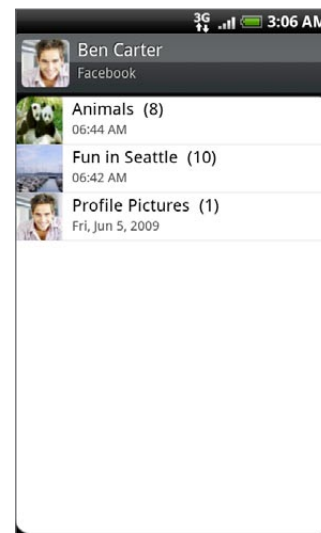 3G 3:06 AM
Ben Carter
Facebook
Animals (8)
06:44 AM
Fun in Seattle (10)
06:42 AM
Profile Pictures (1)
Fri, Jun 5, 2009